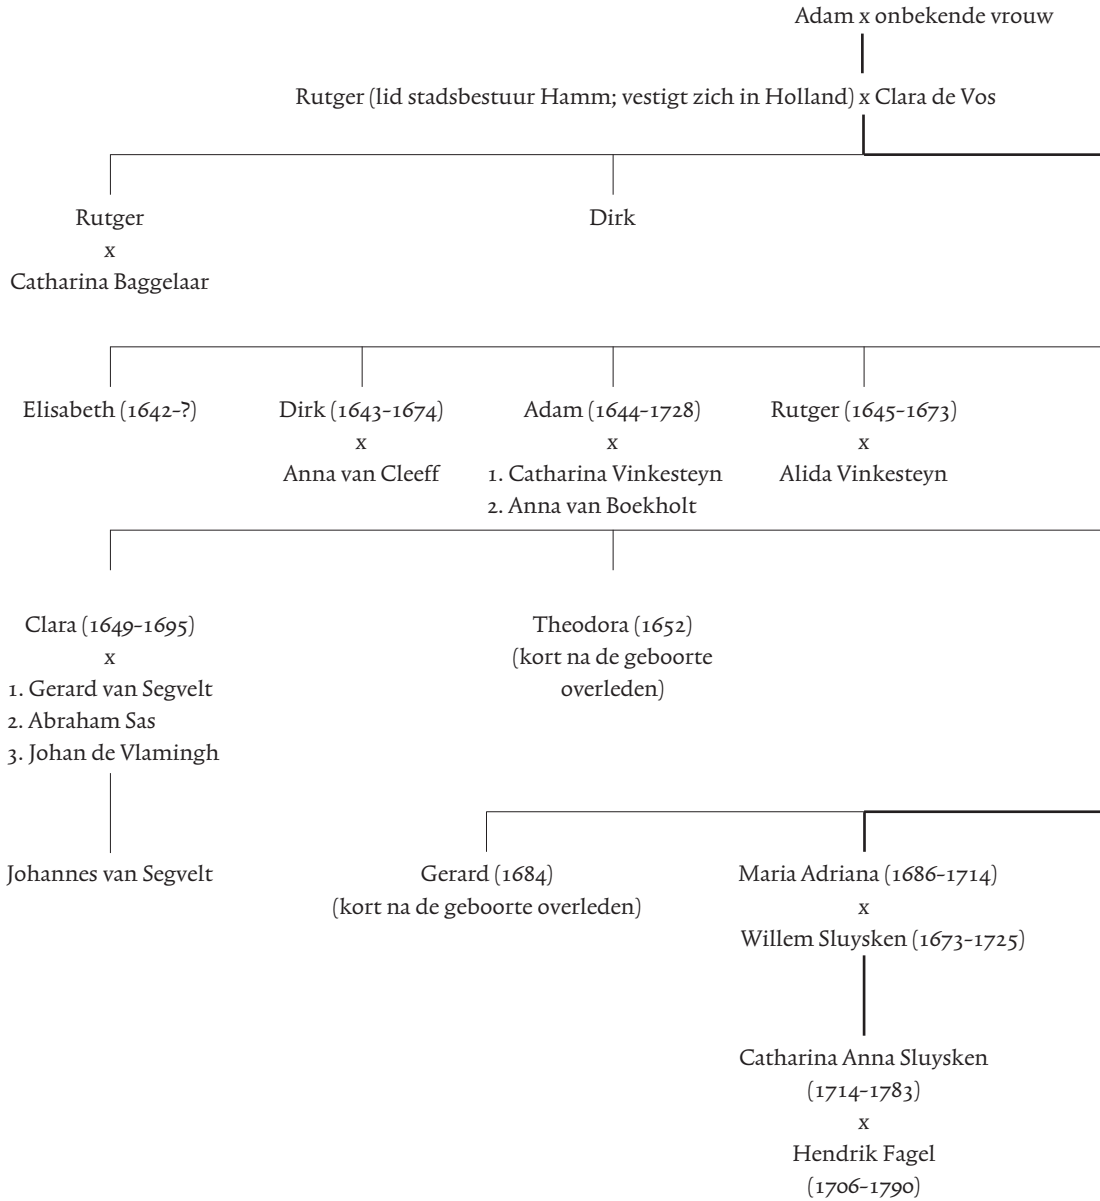 Adam x onbekende vrouw
Rutger (lid stadsbestuur Hamm; vestigt zich in Holland) x Clara de Vos
Rutger
x
Catharina Baggelaar
Dirk
Elisabeth (1642-?)
Dirk (1643-1674)
x
Anna van Cleeff
Adam (1644-1728)
x
1. Catharina Vinkesteyn
2. Anna van Boekholt
Rutger (1645-1673)
x
Alida Vinkesteyn
Clara (1649-1695)
x
1. Gerard van Segvelt
2. Abraham Sas
3. Johan de Vlamingh
Theodora (1652)
(kort na de geboorte
overleden)
Johannes van Segvelt
Gerard (1684)
(kort na de geboorte overleden)
Maria Adriana (1686-1714)
x
Willem Sluysken (1673-1725)
Catharina Anna Sluysken
(1714-1783)
x
Hendrik Fagel
(1706-1790)